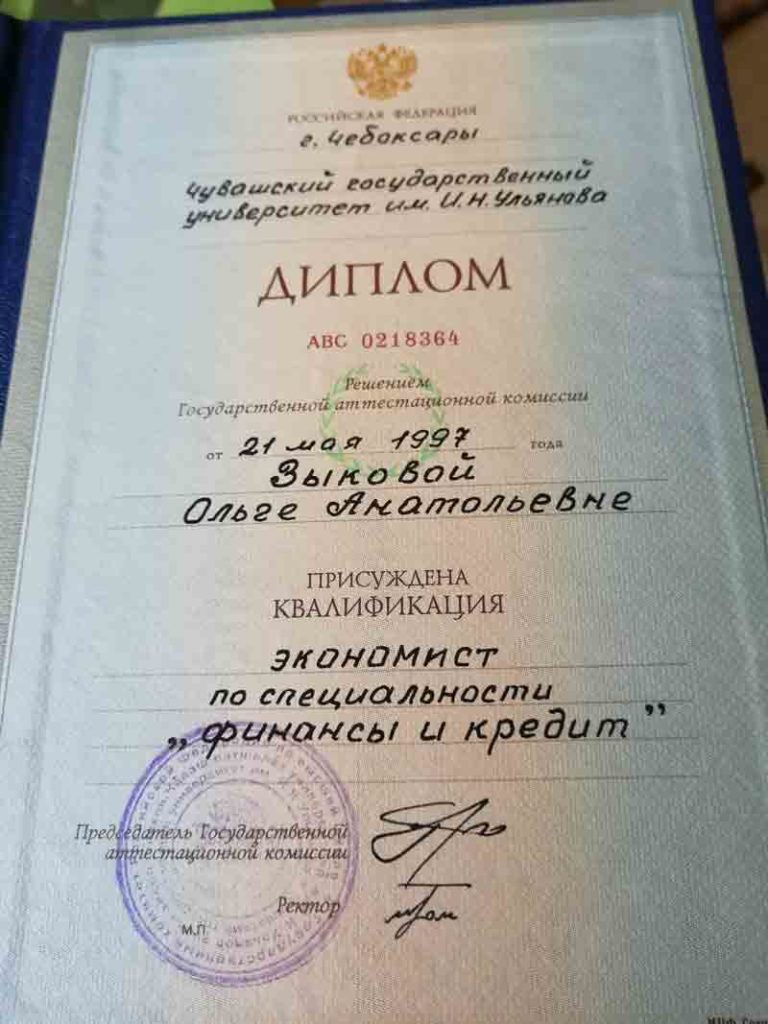 РОССИЙСКАЯ ФЕДЕРАЦИЯ
г. Чебоксары
Чувашский государственный
университет им. И.Н.Ульянова
ДИПЛОМ
АВС 0218364
Решением
Государственной аттестационной комиссии
от 21 мая 1997 года
Зыковой
Ольге Анатольевне
ПРИСУЖДЕНА
КВАЛИФИКАЦИЯ
экономист
по специальности
„финансы и кредит”
Председатель Государственной
аттестационной комиссии
Ректор
М.П.